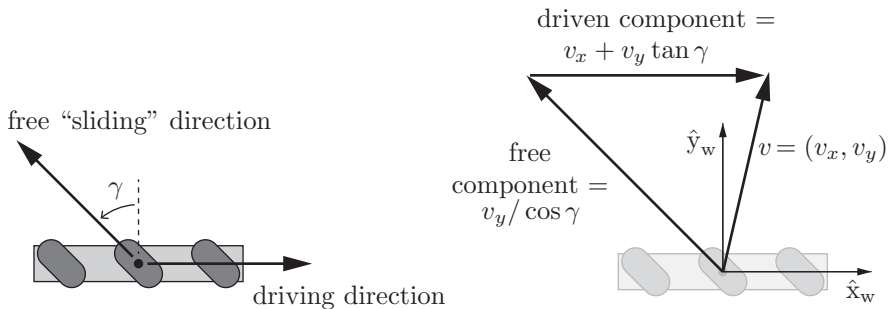 free “sliding” direction
γ
driving direction
driven component =
v_x + v_y tan γ
free
component =
v_y/ cos γ
ŷ_w
v = (v_x, v_y)
x̂_w